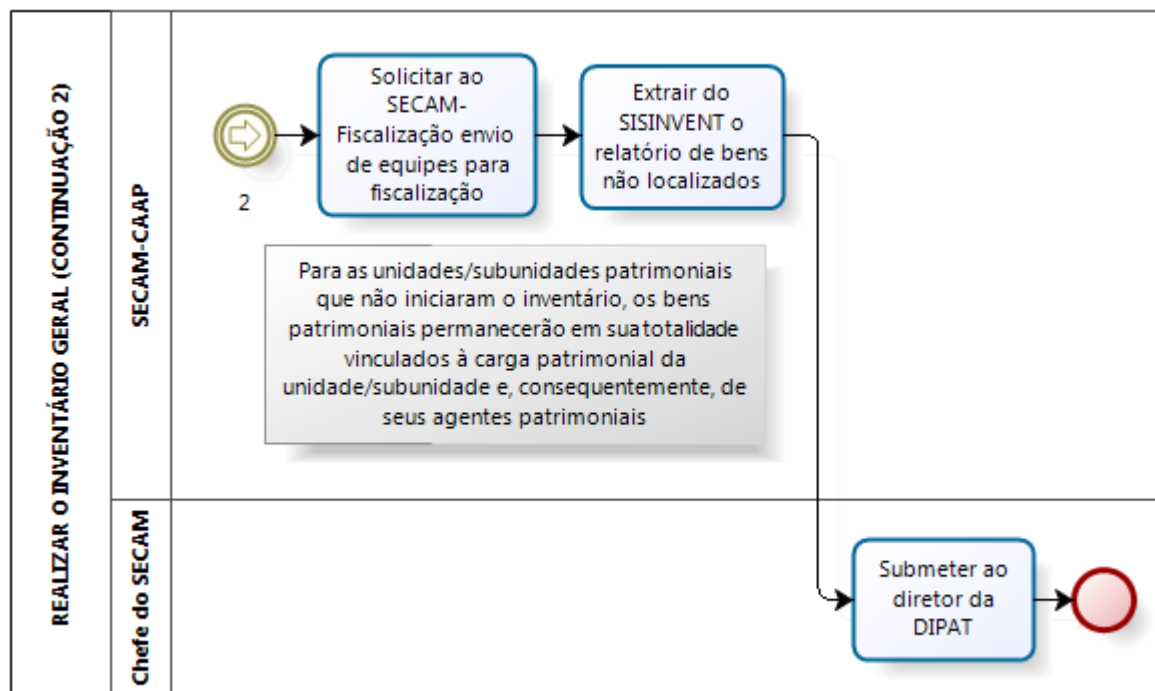 REALIZAR O INVENTÁRIO GERAL (CONTINUAÇÃO 2)
SECAM-CAAP
2
Solicitar ao
SECAM-
Fiscalização envio
de equipes para
fiscalização
Extrair do
SISINVENT o
relatório de bens
não localizados
Para as unidades/subunidades patrimoniais
que não iniciaram o inventário, os bens
patrimoniais permanecerão em sua totalidade
vinculados à carga patrimonial da
unidade/subunidade e, consequentemente, de
seus agentes patrimoniais
Chefe do SECAM
Submeter ao
diretor da
DIPAT